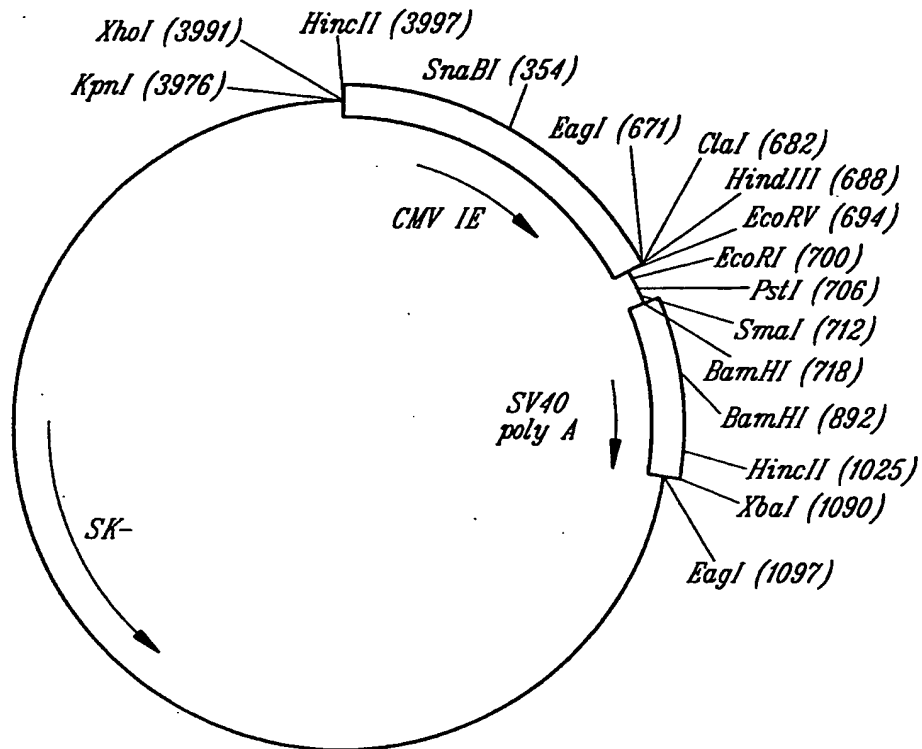 XhoI (3991)
HincII (3997)
KpnI (3976)
SnaBI (354)
EagI (671)
ClaI (682)
HindIII (688)
EcoRV (694)
EcoRI (700)
PstI (706)
SmaI (712)
BamHI (718)
BamHI (892)
HincII (1025)
XbaI (1090)
EagI (1097)
CMV IE
SV40
poly A
SK-